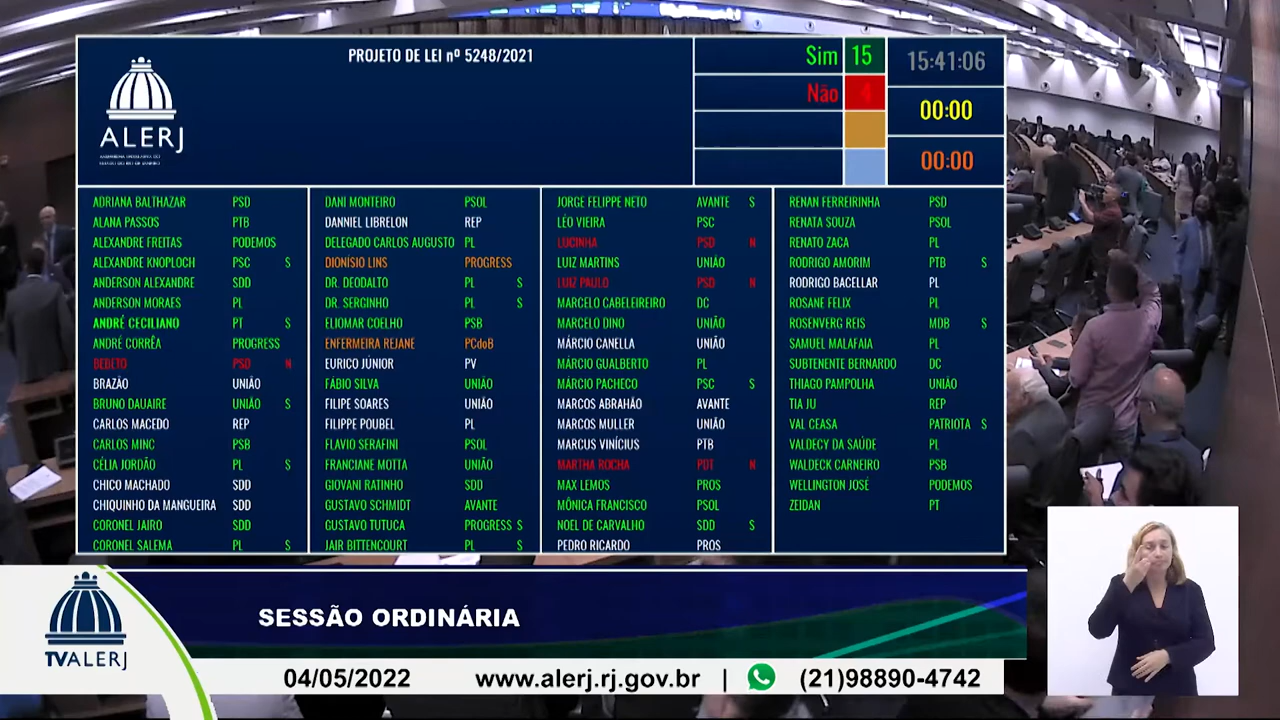 PROJETO DE LEI nº 5248/2021
Sim 15
Não 4
15:41:06
00:00
00:00
ALERJ
ADRIANA BALTHAZAR PSD
ALANA PASSOS PTB
ALEXANDRE FREITAS PODEMOS
ALEXANDRE KNOPLOCH PSC S
ANDERSON ALEXANDRE SDD
ANDERSON MORAES PL
ANDRÉ CECILIANO PT S
ANDRÉ CORRÊA PROGRESS
BEBETO PSD N
BRAZÃO UNIÃO
BRUNO DAUAIRE UNIÃO S
CARLOS MACEDO REP
CARLOS MINC PSB
CÉLIA JORDÃO PL S
CHICO MACHADO SDD
CHIQUINHO DA MANGUEIRA SDD
CORONEL JAIRO SDD
CORONEL SALEMA PL S
DANI MONTEIRO PSOL
DANNIEL LIBRELON REP
DELEGADO CARLOS AUGUSTO PL
DIONÍSIO LINS PROGRESS
DR. DEODALTO PL S
DR. SERGINHO PL S
ELIOMAR COELHO PSB
ENFERMEIRA REJANE PCdoB
EURICO JÚNIOR PV
FÁBIO SILVA UNIÃO
FILIPE SOARES UNIÃO
FILIPPE POUBEL PL
FLAVIO SERAFINI PSOL
FRANCIANE MOTTA UNIÃO
GIOVANI RATINHO SDD
GUSTAVO SCHMIDT AVANTE
GUSTAVO TUTUCA PROGRESS S
JAIR BITTENCOURT PL S
JORGE FELIPPE NETO AVANTE S
LÉO VIEIRA PSC
LUCINHA PSD N
LUIZ MARTINS UNIÃO
LUIZ PAULO PSD N
MARCELO CABELEIREIRO DC
MARCELO DINO UNIÃO
MÁRCIO CANELLA UNIÃO
MÁRCIO GUALBERTO PL
MÁRCIO PACHECO PSC S
MARCOS ABRAHÃO AVANTE
MARCOS MULLER UNIÃO
MARCUS VINÍCIUS PTB
MARTHA ROCHA PDT N
MAX LEMOS PROS
MÔNICA FRANCISCO PSOL
NOEL DE CARVALHO SDD S
PEDRO RICARDO PROS
RENAN FERREIRINHA PSD
RENATA SOUZA PSOL
RENATO ZACA PL
RODRIGO AMORIM PTB S
RODRIGO BACELLAR PL
ROSANE FELIX PL
ROSENVERG REIS MDB S
SAMUEL MALAFAIA PL
SUBTENENTE BERNARDO DC
THIAGO PAMPOLHA UNIÃO
TIA JU REP
VAL CEASA PATRIOTA S
VALDECY DA SAÚDE PL
WALDECK CARNEIRO PSB
WELLINGTON JOSÉ PODEMOS
ZEIDAN PT
SESSÃO ORDINÁRIA
TVALERJ
04/05/2022 www.alerj.rj.gov.br | (21)98890-4742